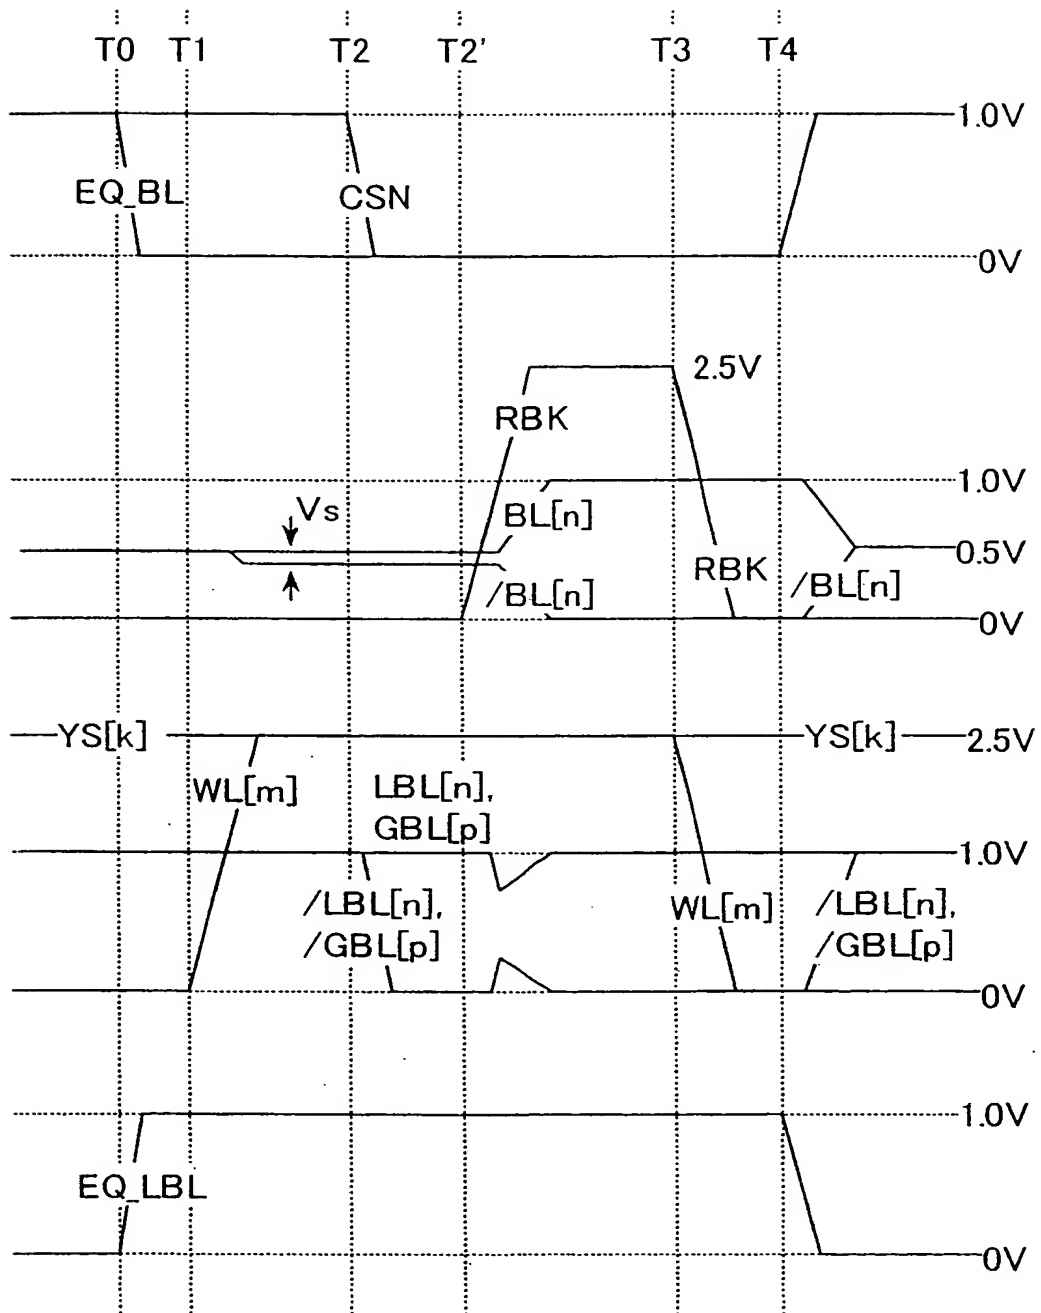 T0 T1 T2 T2' T3 T4
1.0V
EQ_BL CSN
0V
2.5V
RBK
1.0V
Vs BL[n]
0.5V
RBK
/BL[n] /BL[n]
0V
YS[k] YS[k] 2.5V
WL[m] LBL[n],
GBL[p]
1.0V
/LBL[n], WL[m] /LBL[n],
/GBL[p] /GBL[p]
0V
1.0V
EQ_LBL
0V